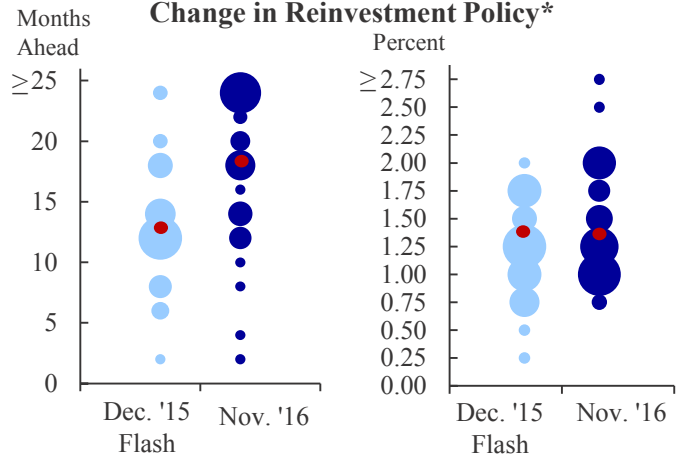 Change in Reinvestment Policy*
Months
Ahead
≥25
20
15
10
5
0
Dec. '15
Flash
Nov. '16
Percent
≥2.75
2.50
2.25
2.00
1.75
1.50
1.25
1.00
0.75
0.50
0.25
0.00
Dec. '15
Flash
Nov. '16